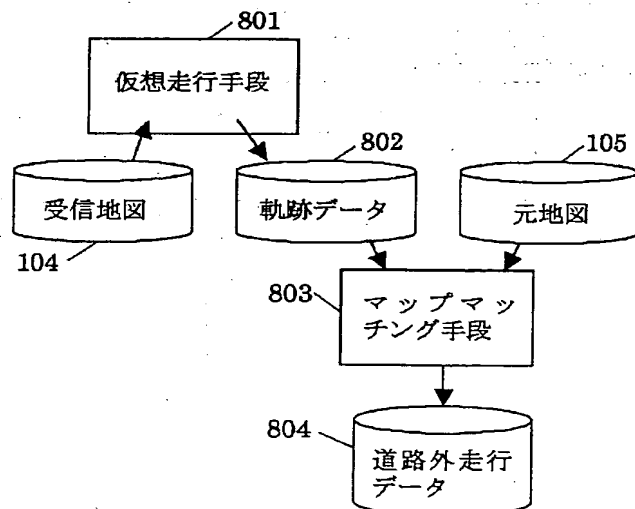 801
仮想走行手段
802
105
受信地図
軌跡データ
元地図
104
803
マップマッ
チング手段
804
道路外走行
データ